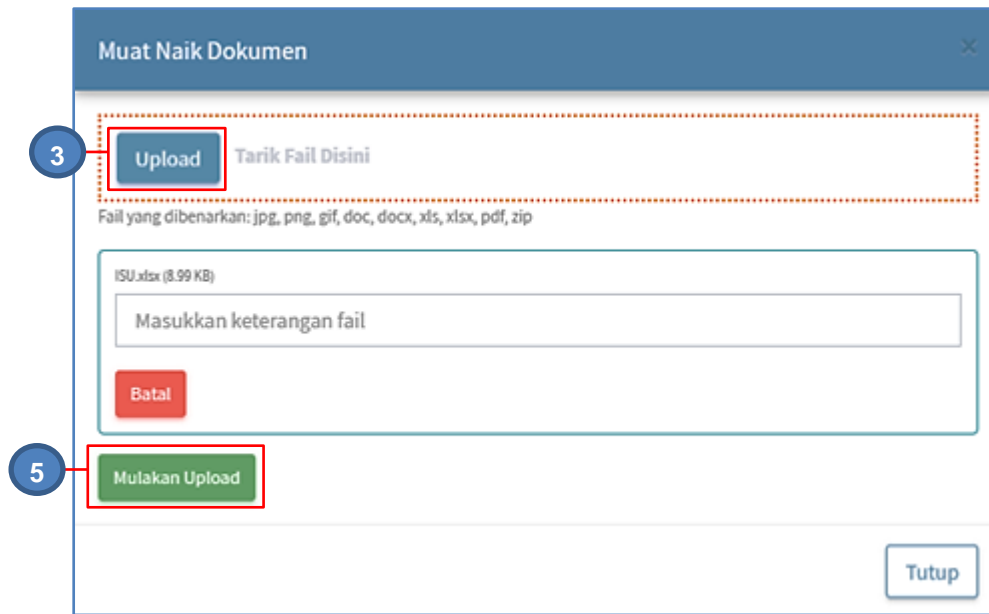 Muat Naik Dokumen
×
3
Upload
Tarik Fail Disini
Fail yang dibenarkan: jpg, png, gif, doc, docx, xls, xlsx, pdf, zip
ISU.xlsx (8.99 KB)
Masukkan keterangan fail
Batal
5
Mulakan Upload
Tutup